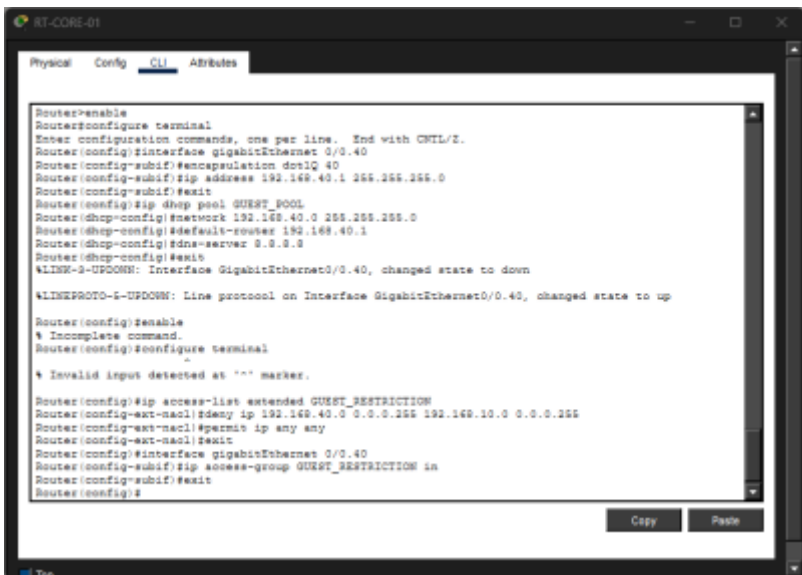 RT-CORE-01
Physical Config CLI Attributes
Router>enable
Router#configure terminal
Enter configuration commands, one per line. End with CNTL/Z.
Router(config)#interface gigabitEthernet 0/0.40
Router(config-subif)#encapsulation dot1Q 40
Router(config-subif)#ip address 192.168.40.1 255.255.255.0
Router(config-subif)#exit
Router(config)#ip dhcp pool GUEST_POOL
Router(dhcp-config)#network 192.168.40.0 255.255.255.0
Router(dhcp-config)#default-router 192.168.40.1
Router(dhcp-config)#dns-server 8.8.8.8
Router(dhcp-config)#exit
%LINK-3-UPDOWN: Interface GigabitEthernet0/0.40, changed state to down
%LINEPROTO-5-UPDOWN: Line protocol on Interface GigabitEthernet0/0.40, changed state to up
Router(config)#enable
% Incomplete command.
Router(config)#configure terminal
^
% Invalid input detected at '^' marker.
Router(config)#ip access-list extended GUEST_RESTRICTION
Router(config-ext-nacl)#deny ip 192.168.40.0 0.0.0.255 192.168.10.0 0.0.0.255
Router(config-ext-nacl)#permit ip any any
Router(config-ext-nacl)#exit
Router(config)#interface gigabitEthernet 0/0.40
Router(config-subif)#ip access-group GUEST_RESTRICTION in
Router(config-subif)#exit
Router(config)#
Copy Paste
Top